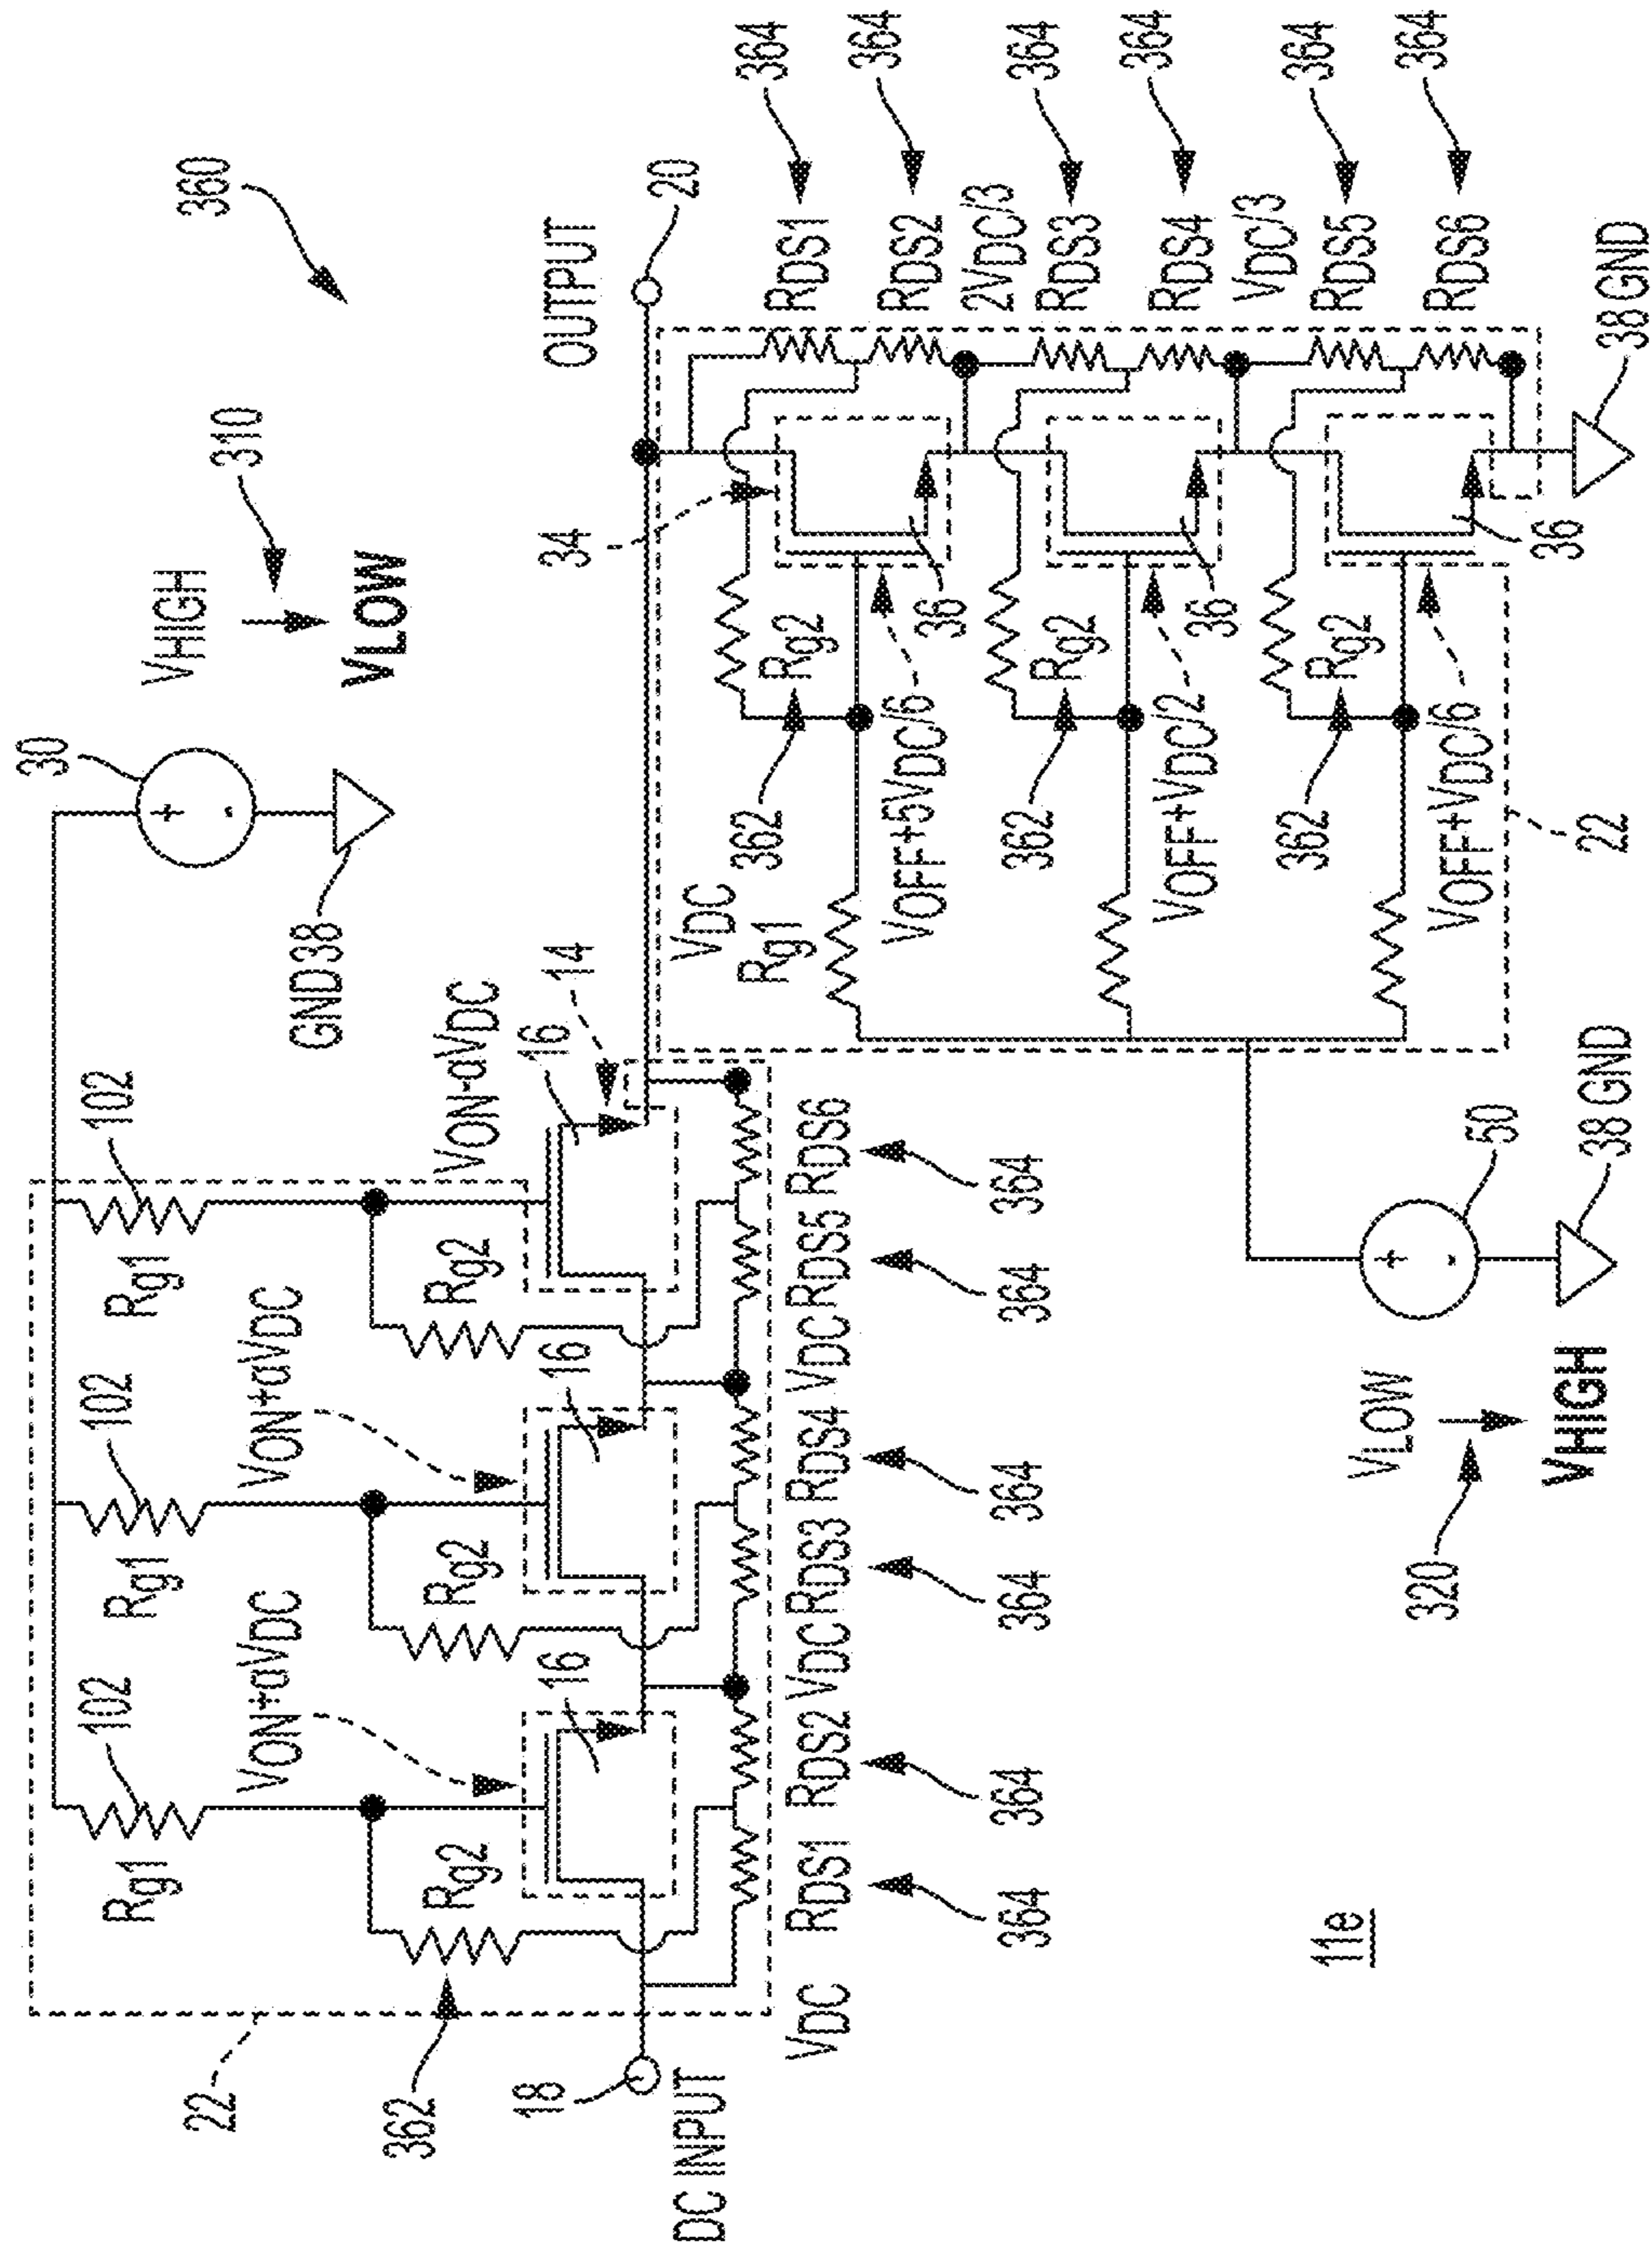 30
102
102
102
Rg1
Rg1
Rg1
VHIGH
360
22
310
VON+αVDC
VON+αVDC
GND38
VLOW
362
Rg2
Rg2
Rg2
VON-αVDC
18
16
16
16
14
34
OUTPUT
20
DC INPUT
VDC
Rg1
362
Rg2
364
RDS1
VDC RDS1 RDS2 VDC RDS3 RDS4 VDC RDS5 RDS6
364
VOFF+5VDC/6
RDS2
36
2VDC/3
364
364
364
364
364
364
362
364
Rg2
RDS3
364
VOFF+VDC/2
RDS4
36
VDC/3
362
364
Rg2
RDS5
11e
VLOW
364
320
VOFF+VDC/6
RDS6
50
36
VHIGH
38 GND
22
38 GND